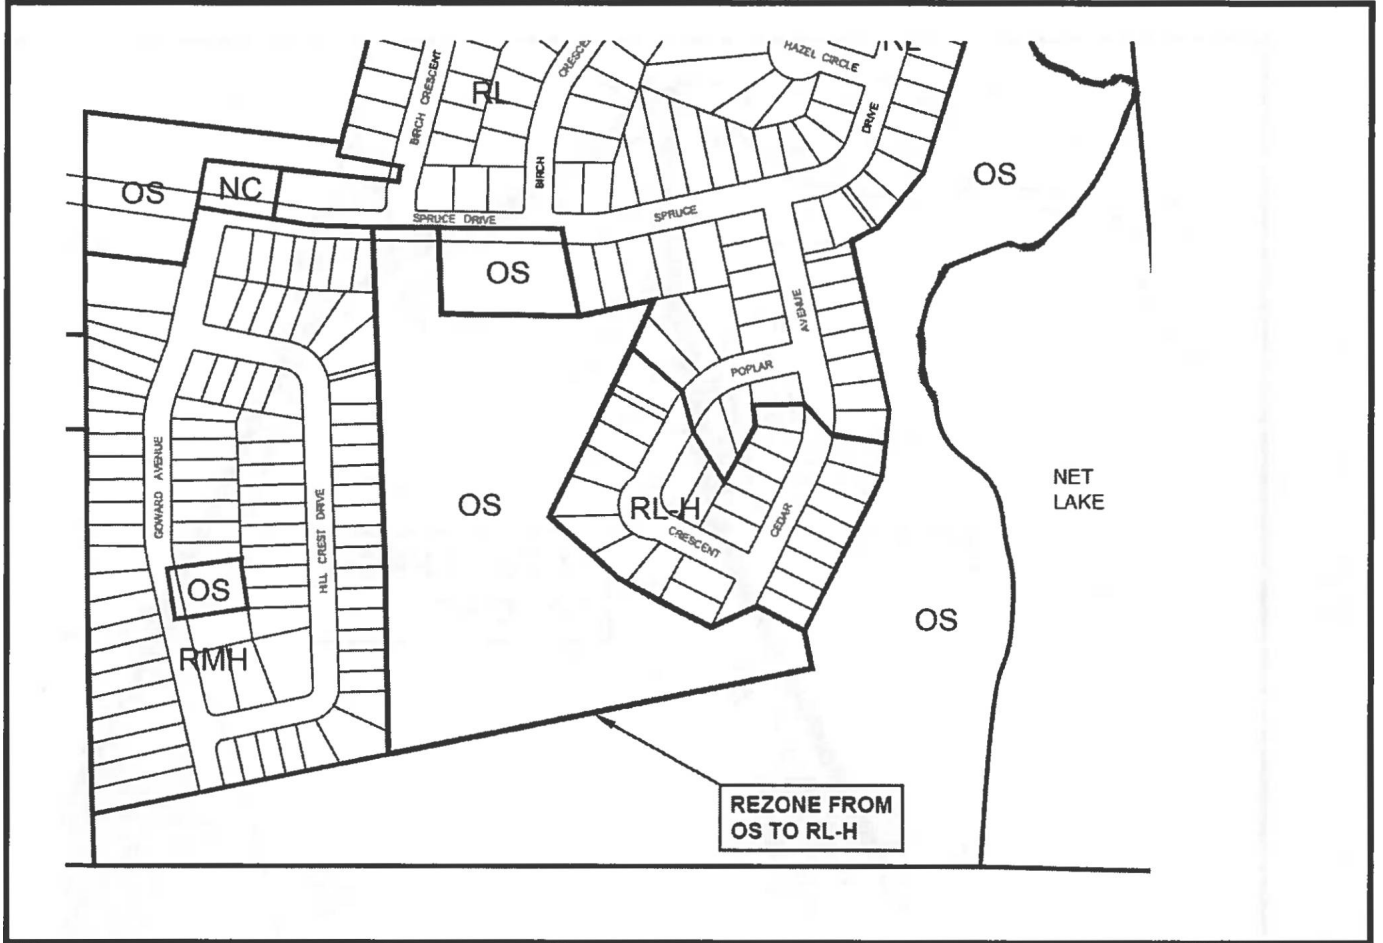 HAZEL CIRCLE
RL
BIRCH CRESCENT
RL
DRIVE
OS
NC
BIRCH
OS
SPRUCE DRIVE
SPRUCE
OS
AVENUE
POPLAR
GOWARD AVENUE
HILL CREST DRIVE
OS
RL-H
CRESCENT
CEDAR
NET
LAKE
OS
OS
RMH
REZONE FROM
OS TO RL-H